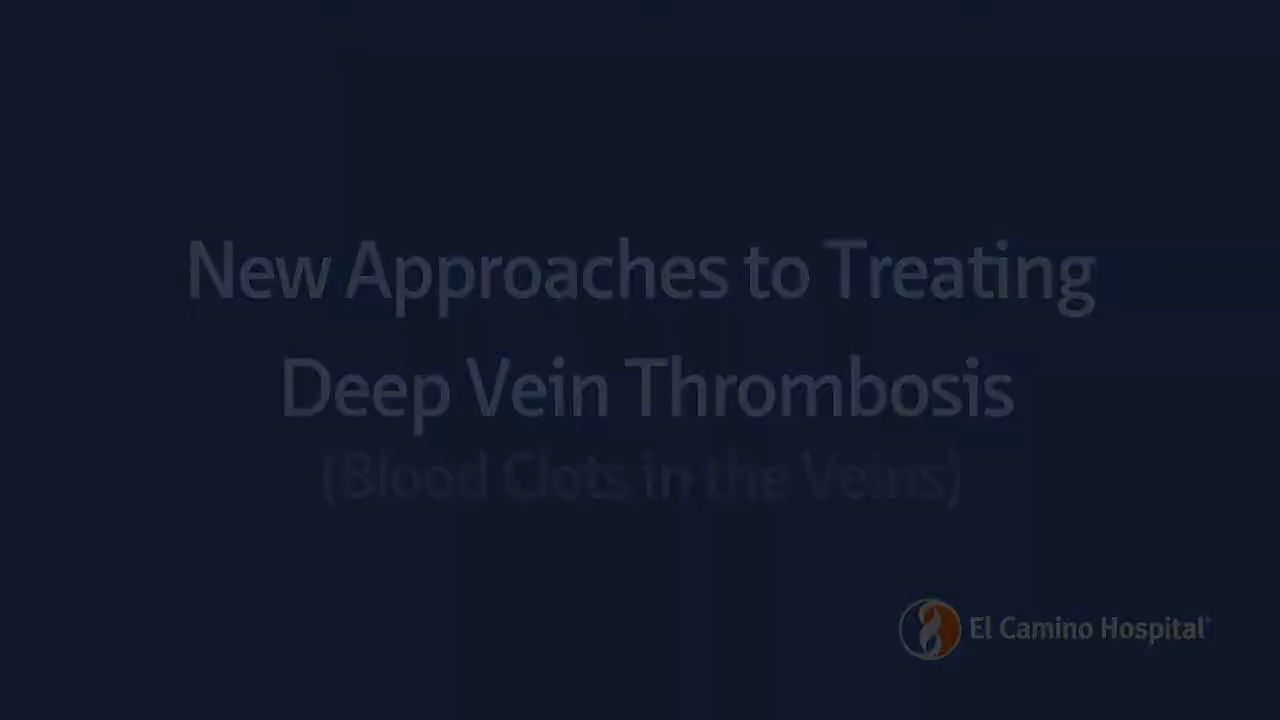 New Approaches to Treating
Deep Vein Thrombosis
(Blood Clots in the Veins)
El Camino Hospital®